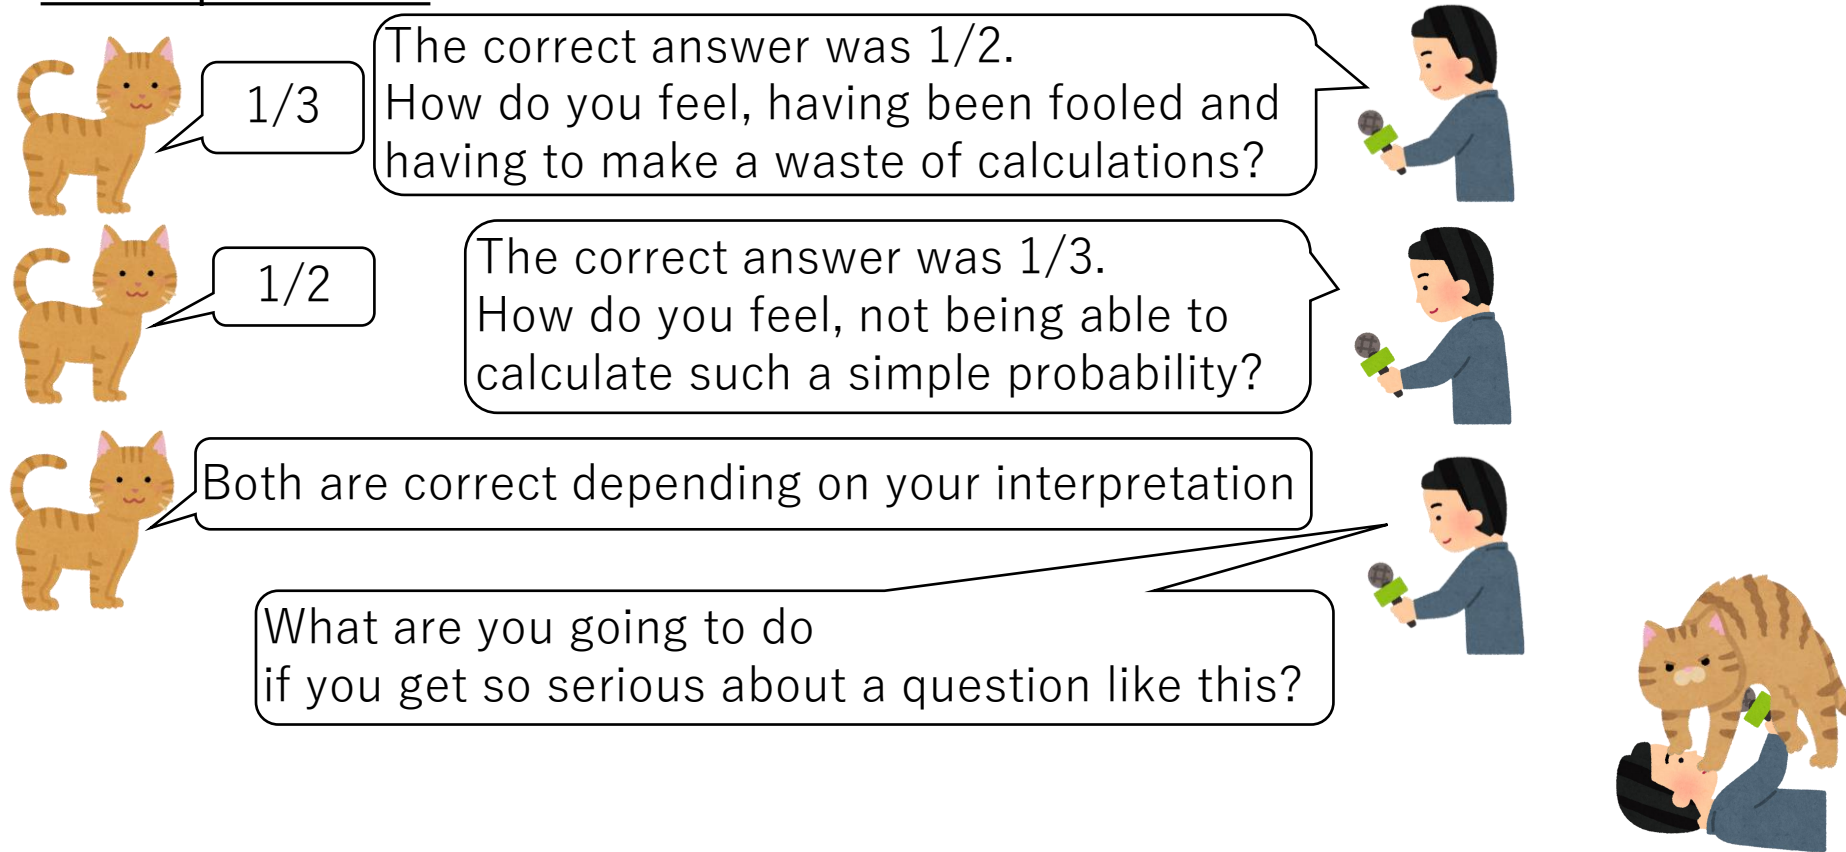 1/3
The correct answer was 1/2.
How do you feel, having been fooled and
having to make a waste of calculations?
1/2
The correct answer was 1/3.
How do you feel, not being able to
calculate such a simple probability?
Both are correct depending on your interpretation
What are you going to do
if you get so serious about a question like this?